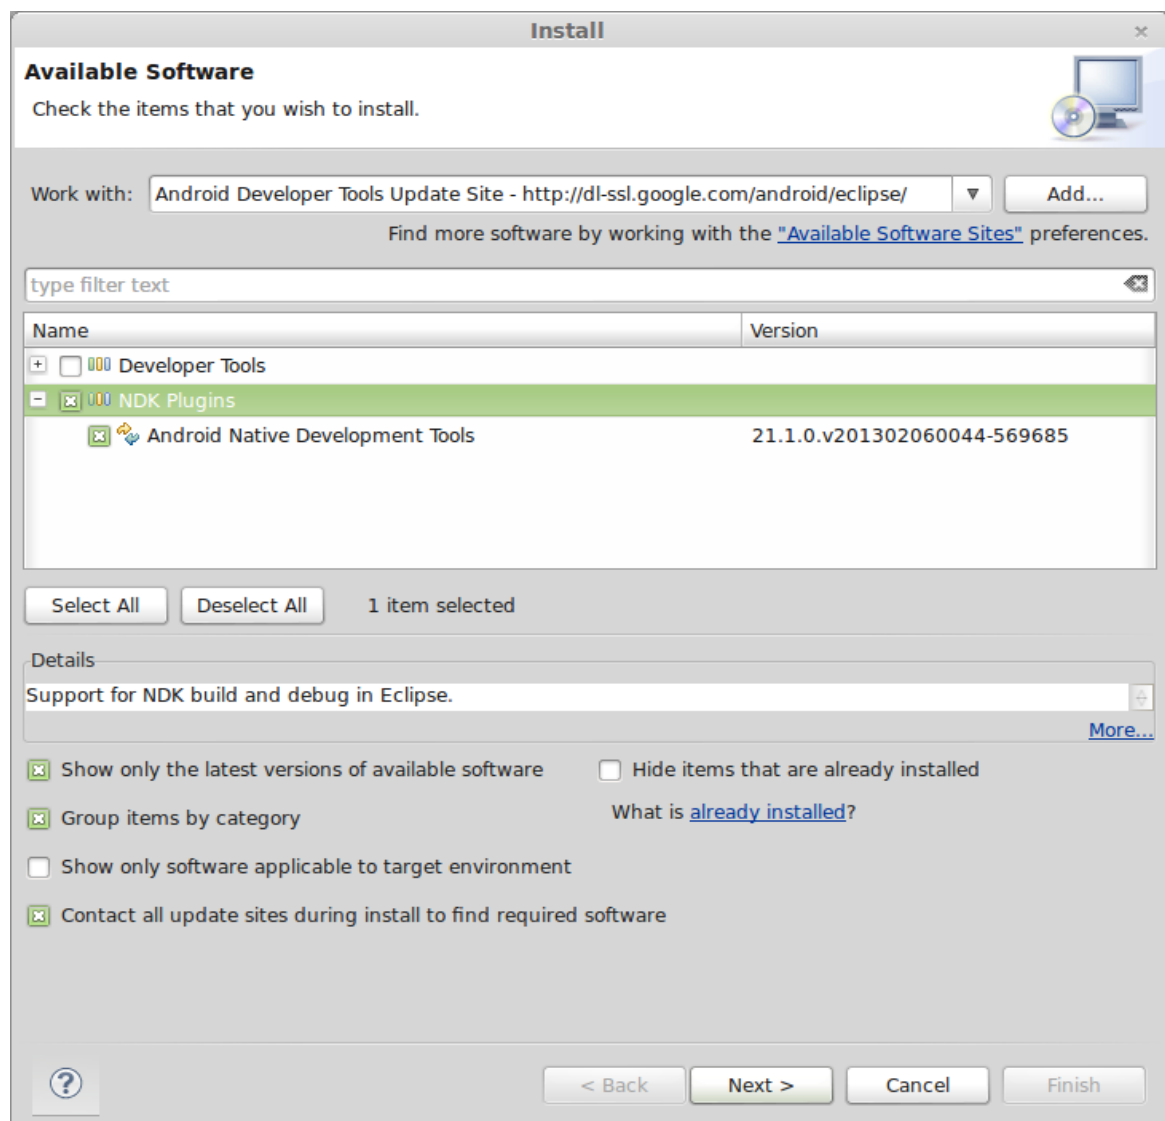 Install
Available Software
Check the items that you wish to install.
Work with: Android Developer Tools Update Site - http://dl-ssl.google.com/android/eclipse/ Add...
Find more software by working with the "Available Software Sites" preferences.
type filter text
Name Version
Developer Tools
NDK Plugins
Android Native Development Tools 21.1.0.v201302060044-569685
Select All Deselect All 1 item selected
Details
Support for NDK build and debug in Eclipse.
More...
Show only the latest versions of available software Hide items that are already installed
Group items by category What is already installed?
Show only software applicable to target environment
Contact all update sites during install to find required software
? < Back Next > Cancel Finish